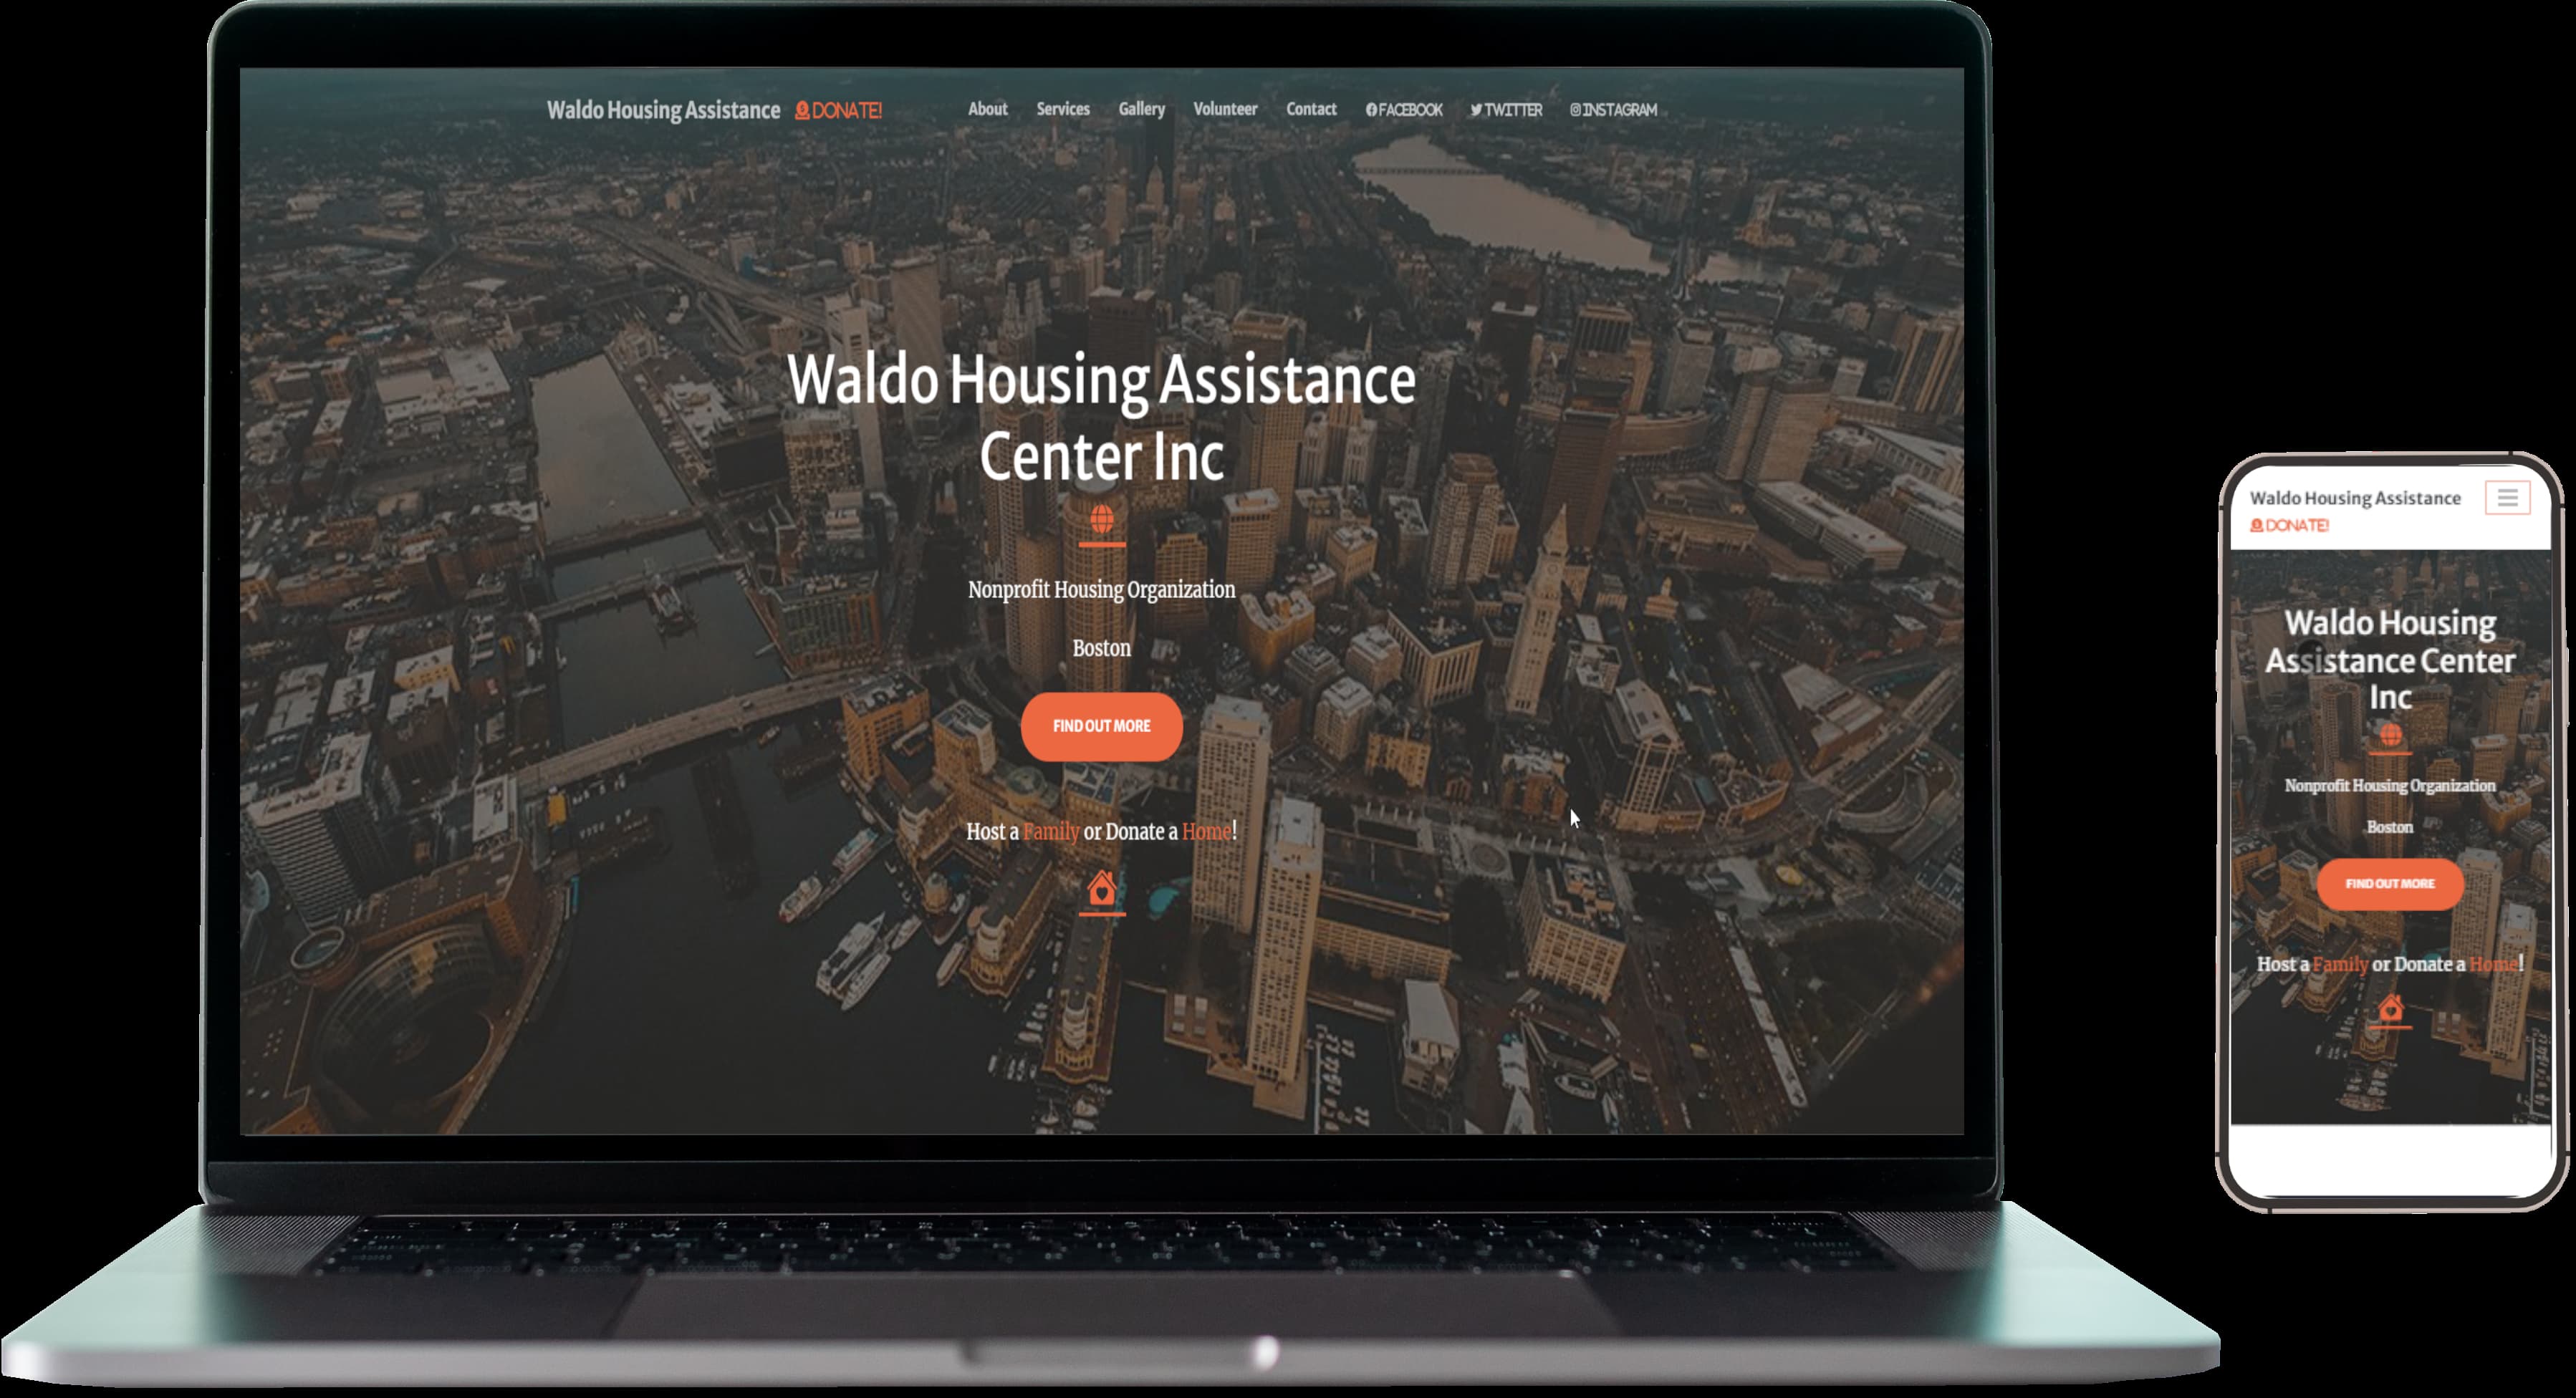 Waldo Housing Assistance DONATE! About Services Gallery Volunteer Contact FACEBOOK TWITTER INSTAGRAM
Waldo Housing Assistance
Center Inc
Nonprofit Housing Organization
Boston
FIND OUT MORE
Host a Family or Donate a Home!
Waldo Housing Assistance
DONATE!
Waldo Housing
Assistance Center
Inc
Nonprofit Housing Organization
Boston
FIND OUT MORE
Host a Family or Donate a Home!